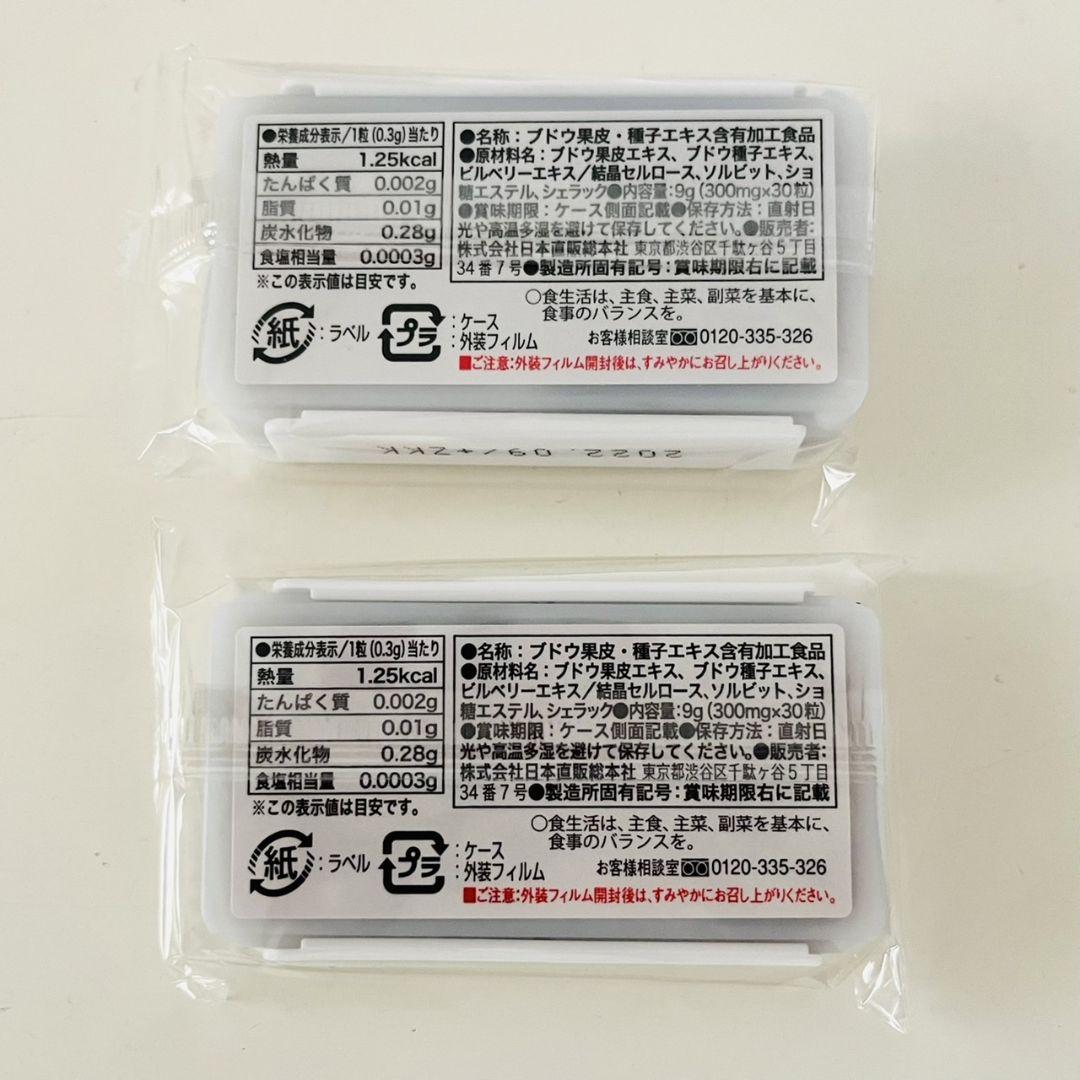 ●栄養成分表示/1粒(0.3g)当たり
熱量 1.25kcal
たんぱく質 0.002g
脂質 0.01g
炭水化物 0.28g
食塩相当量 0.0003g
※この表示値は目安です。
紙 :ラベル
プラ :ケース
:外装フィルム
●名称:ブドウ果皮・種子エキス含有加工食品
●原材料名:ブドウ果皮エキス、ブドウ種子エキス、
ビルベリーエキス/結晶セルロース、ソルビット、ショ
糖エステル、シェラック●内容量:9g(300mg×30粒)
●賞味期限:ケース側面記載●保存方法:直射日
光や高温多湿を避けて保存してください。●販売者:
株式会社日本直販総本社 東京都渋谷区千駄ヶ谷5丁目
34番7号●製造所固有記号:賞味期限右に記載
○食生活は、主食、主菜、副菜を基本に、
食事のバランスを。
お客様相談室 0120-335-326
■ご注意:外装フィルム開封後は、すみやかにお召し上がりください。
2022.09/+ZKK
●栄養成分表示/1粒(0.3g)当たり
熱量 1.25kcal
たんぱく質 0.002g
脂質 0.01g
炭水化物 0.28g
食塩相当量 0.0003g
※この表示値は目安です。
紙 :ラベル
プラ :ケース
:外装フィルム
●名称:ブドウ果皮・種子エキス含有加工食品
●原材料名:ブドウ果皮エキス、ブドウ種子エキス、
ビルベリーエキス/結晶セルロース、ソルビット、ショ
糖エステル、シェラック●内容量:9g(300mg×30粒)
●賞味期限:ケース側面記載●保存方法:直射日
光や高温多湿を避けて保存してください。●販売者:
株式会社日本直販総本社 東京都渋谷区千駄ヶ谷5丁目
34番7号●製造所固有記号:賞味期限右に記載
○食生活は、主食、主菜、副菜を基本に、
食事のバランスを。
お客様相談室 0120-335-326
■ご注意:外装フィルム開封後は、すみやかにお召し上がりください。